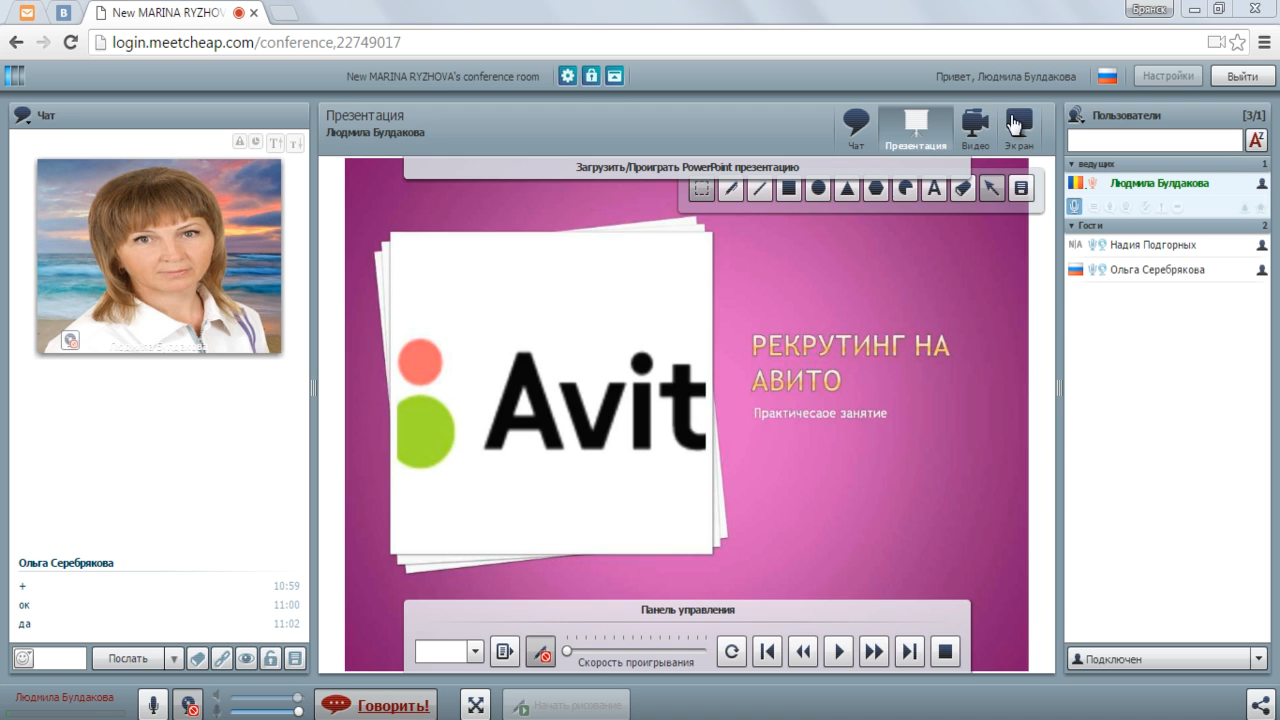 New MARINA RYZHOV
Брянск
login.meetcheap.com/conference,22749017
New MARINA RYZHOVA's conference room
Привет, Людмила Булдакова
Настройки
Выйти
Чат
Презентация
Людмила Булдакова
Чат
Презентация
Видео
Экран
Пользователи
[3/1]
Загрузить/Проиграть PowerPoint презентацию
ведущих 1
Людмила Булдакова
Гости 2
N|A Надия Подгорных
Ольга Серебрякова
Avit
РЕКРУТИНГ НА
АВИТО
Практичесаое занятие
Ольга Серебрякова
+ 10:59
ок 11:00
да 11:02
Послать
Панель управления
Скорость проигрывания
Подключен
Людмила Булдакова
Говорить!
Начать рисование